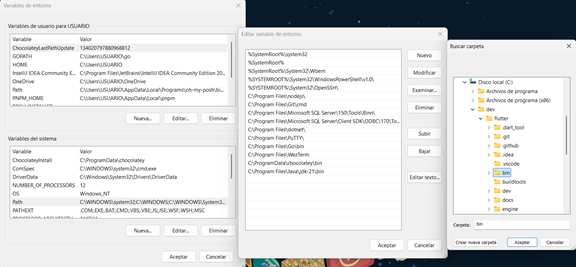 Variables de entorno
Variables de usuario para USUARIO
Variable Valor
ChocolateyLastPathUpdate 134020797880968812
GOPATH C:\Users\USUARIO\go
HOME C:\Users\USUARIO
IntelliJ IDEA Community E... C:\Program Files\JetBrains\IntelliJ IDEA Community Edition 20...
OneDrive C:\Users\USUARIO\OneDrive
Path C:\Users\USUARIO\AppData\Local\Programs\oh-my-posh\bin...
PNPM_HOME C:\Users\USUARIO\AppData\Local\pnpm
Nueva... Editar... Eliminar
Variables del sistema
Variable Valor
ChocolateyInstall C:\ProgramData\chocolatey
ComSpec C:\WINDOWS\system32\cmd.exe
DriverData C:\Windows\System32\Drivers\DriverData
NUMBER_OF_PROCESSORS 12
OS Windows_NT
Path C:\WINDOWS\system32;C:\WINDOWS;C:\WINDOWS\System3...
PATHEXT .COM;.EXE;.BAT;.CMD;.VBS;.VBE;.JS;.JSE;.WSF;.WSH;.MSC
Nueva... Editar... Eliminar
Aceptar Cancelar
Editar variable de entorno
%SystemRoot%\system32
%SystemRoot%
%SystemRoot%\System32\Wbem
%SYSTEMROOT%\System32\WindowsPowerShell\v1.0\
%SYSTEMROOT%\System32\OpenSSH\
C:\Program Files\nodejs\
C:\Program Files\Git\cmd
C:\Program Files\Microsoft SQL Server\150\Tools\Binn\
C:\Program Files\Microsoft SQL Server\Client SDK\ODBC\170\To...
C:\Program Files\dotnet\
C:\Program Files\PuTTY\
C:\Program Files\Go\bin
C:\Program Files\WezTerm
C:\ProgramData\chocolatey\bin
C:\Program Files\Java\jdk-21\bin
Nuevo
Modificar
Examinar...
Eliminar
Subir
Bajar
Editar texto...
Aceptar Cancelar
Buscar carpeta
Disco local (C:)
Archivos de programa
Archivos de programa (x86)
dev
flutter
.dart_tool
.git
.github
.idea
.vscode
bin
buildtools
dev
docs
engine
Carpeta: bin
Crear nueva carpeta Aceptar Cancelar